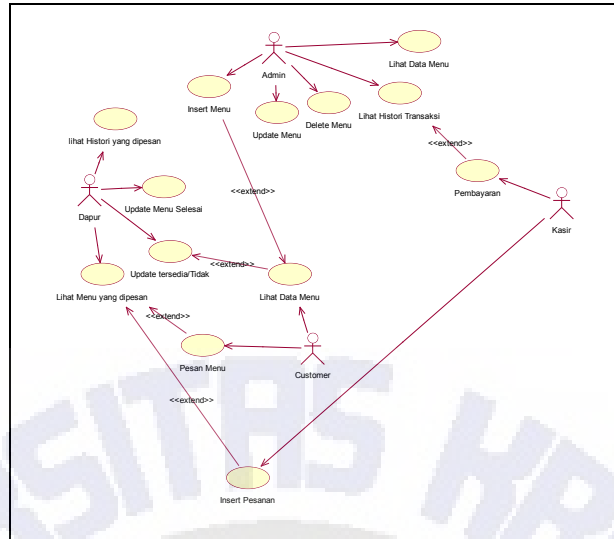 Lihat Data Menu
Admin
Insert Menu
Update Menu
Delete Menu
Lihat Histori Transaksi
<<extend>>
lihat Histori yang dipesan
Pembayaran
<<extend>>
Kasir
Dapur
Update Menu Selesai
<<extend>>
Update tersedia/Tidak
Lihat Menu yang dipesan
Lihat Data Menu
<<extend>>
Pesan Menu
Customer
<<extend>>
Insert Pesanan
SITAS KR